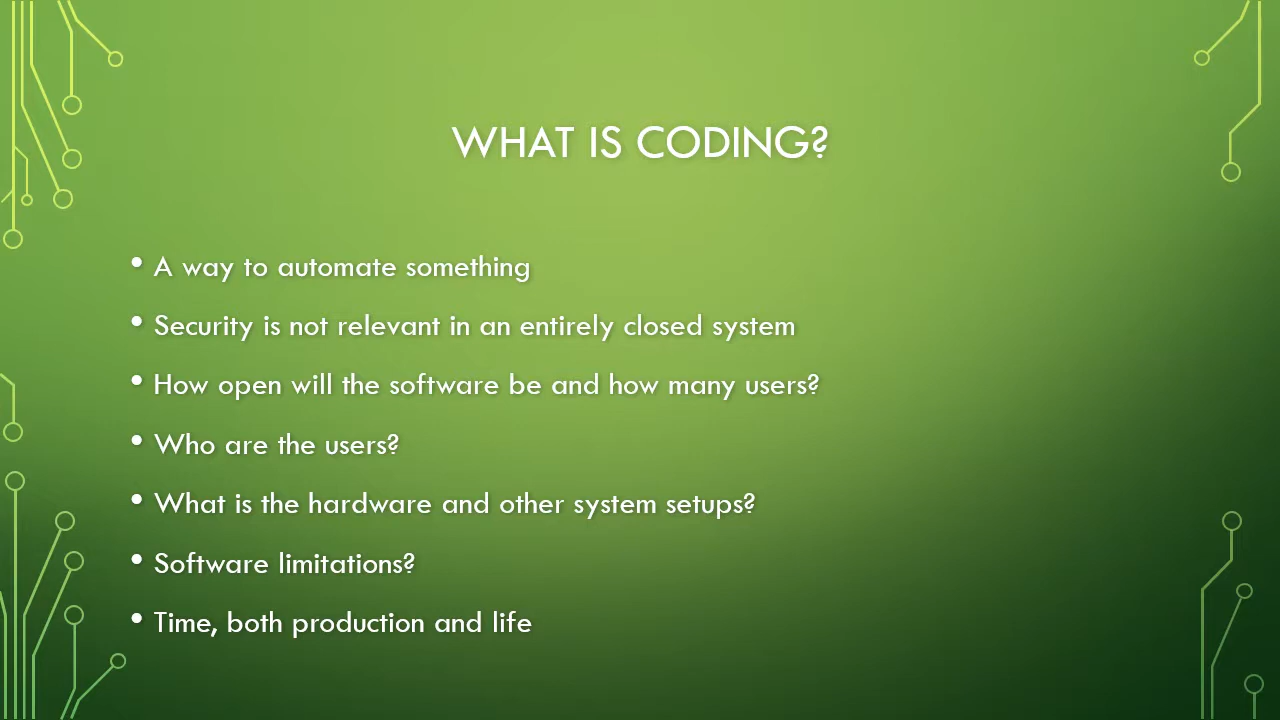 WHAT IS CODING?
• A way to automate something
• Security is not relevant in an entirely closed system
• How open will the software be and how many users?
• Who are the users?
• What is the hardware and other system setups?
• Software limitations?
• Time, both production and life